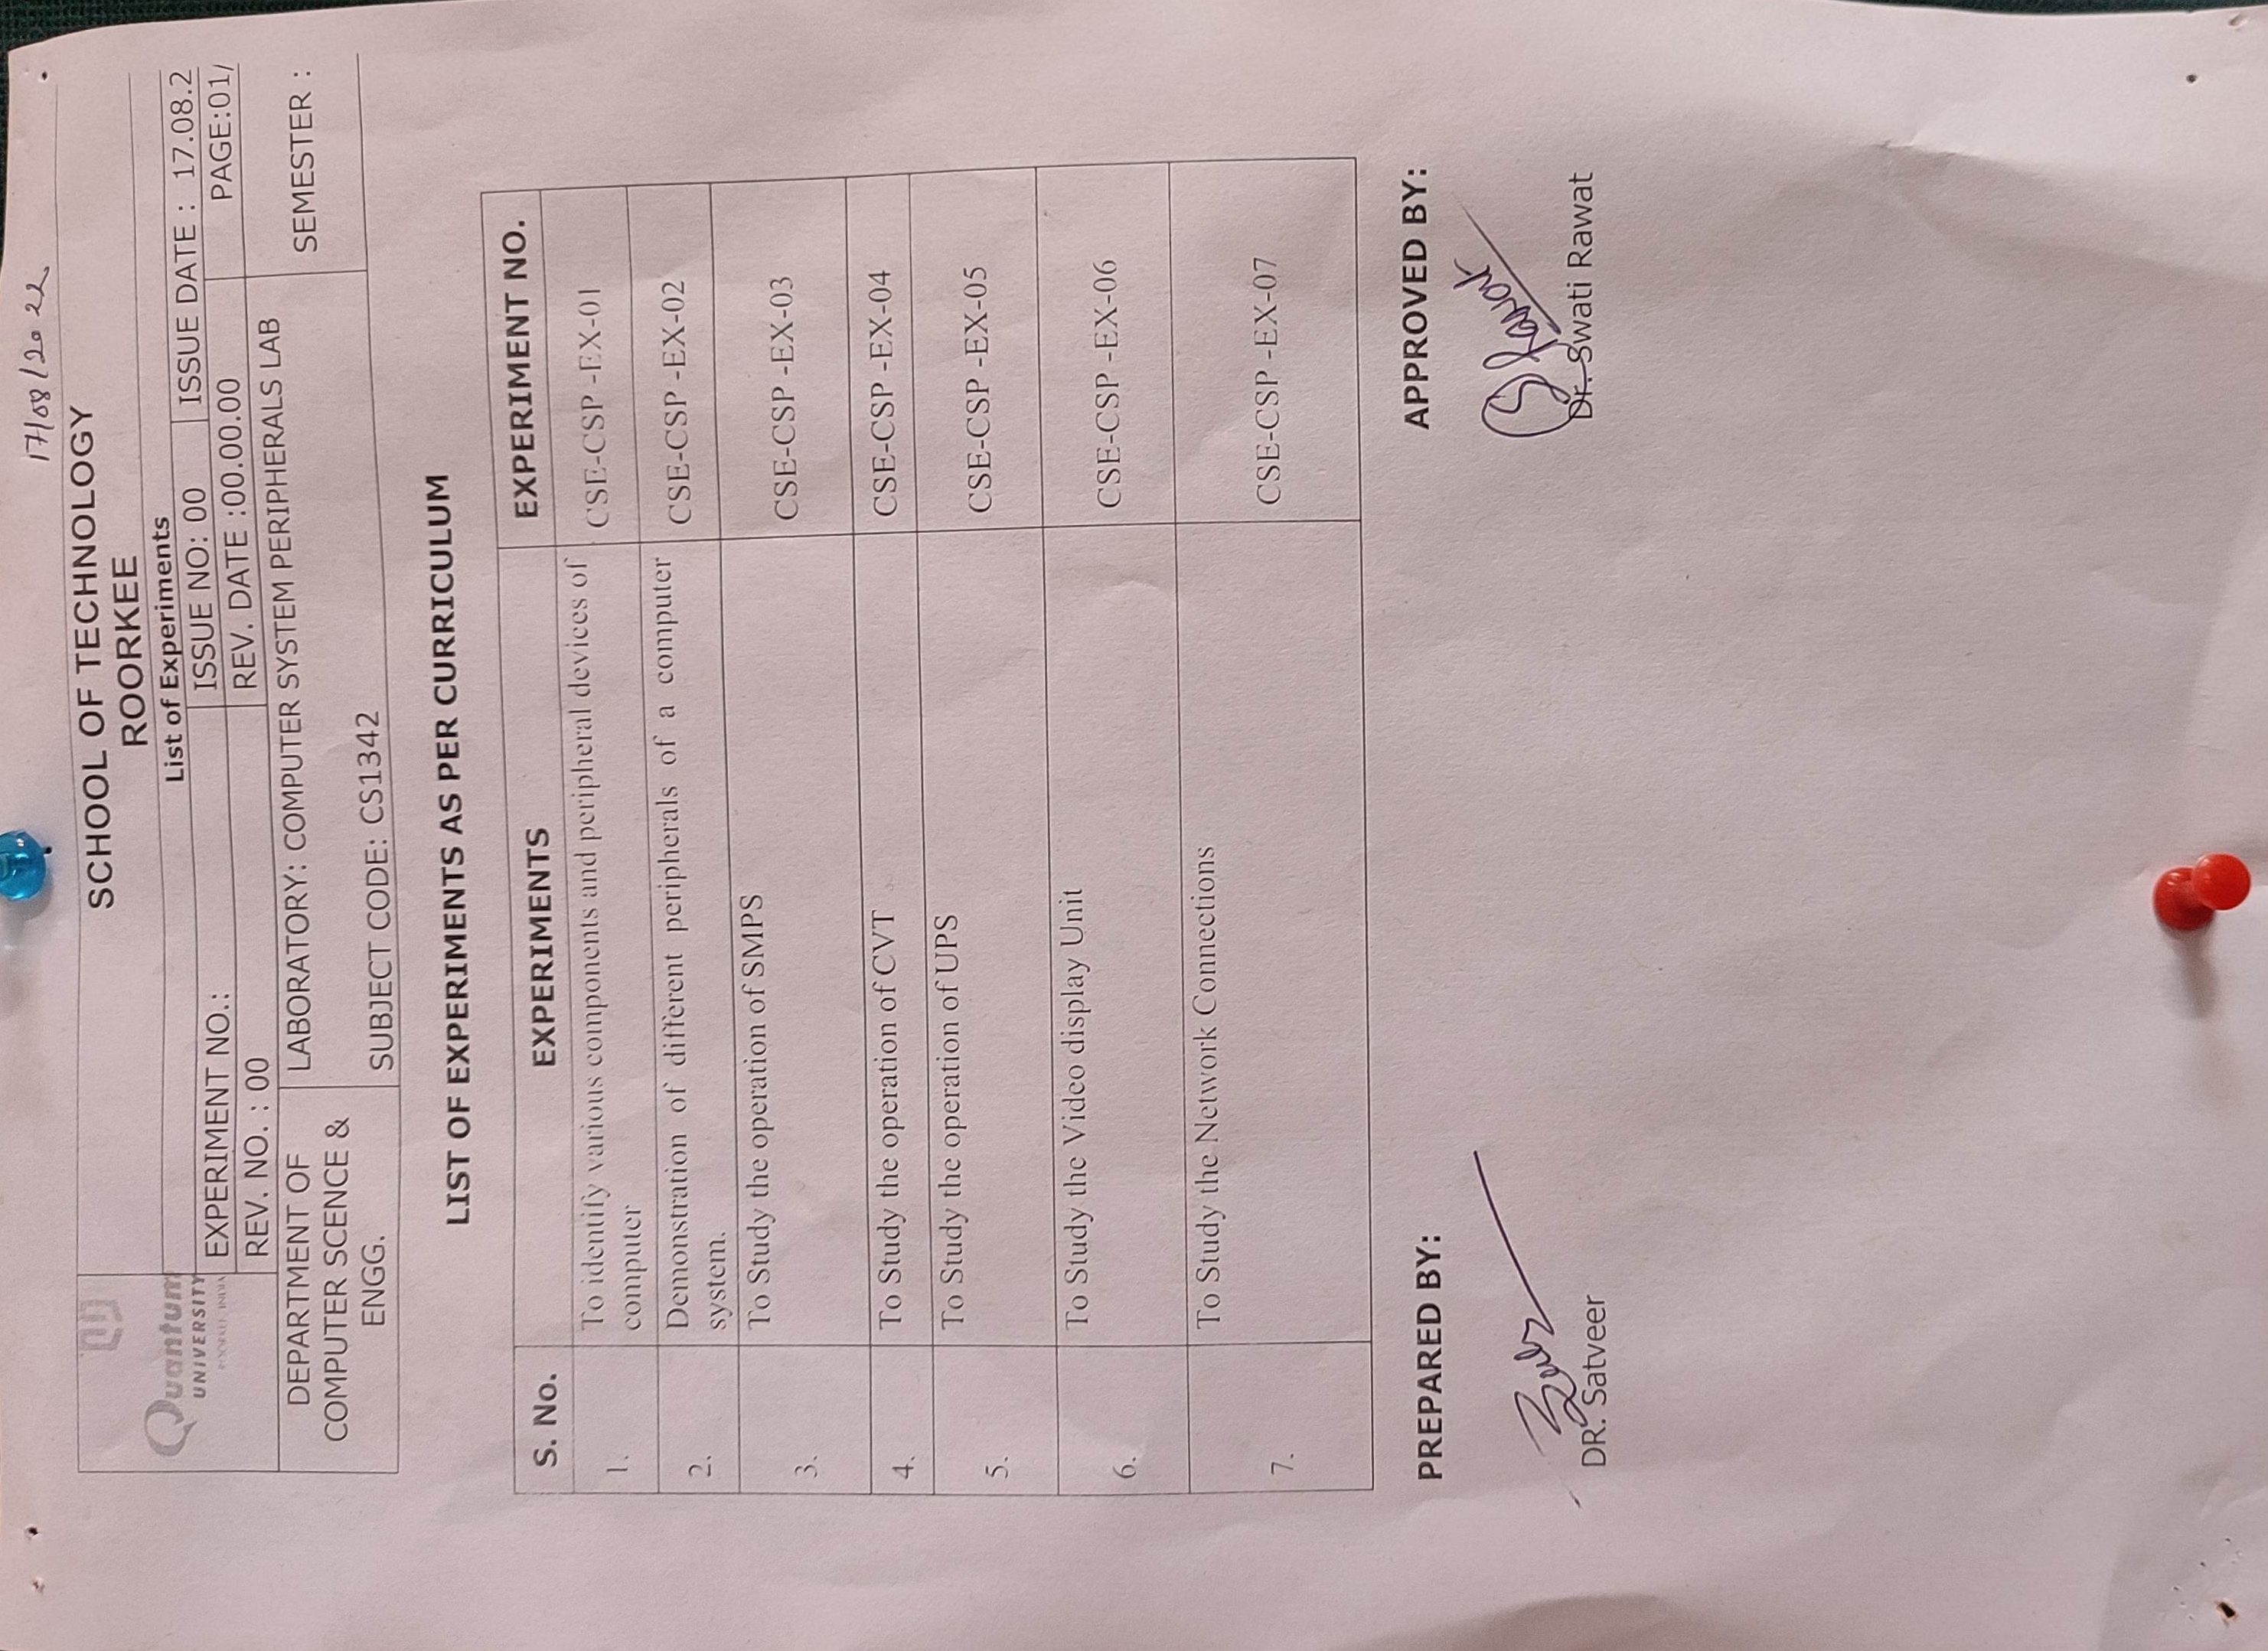 17/08/2022
SCHOOL OF TECHNOLOGY
ROORKEE
Quantum
UNIVERSITY
ROORKEE, INDIA
List of Experiments
EXPERIMENT NO.: ISSUE NO: 00 ISSUE DATE : 17.08.2
REV. NO. : 00 REV. DATE :00.00.00 PAGE:01/
DEPARTMENT OF
COMPUTER SCENCE &
ENGG.
LABORATORY: COMPUTER SYSTEM PERIPHERALS LAB
SUBJECT CODE: CS1342
SEMESTER :
LIST OF EXPERIMENTS AS PER CURRICULUM
S. No. EXPERIMENTS EXPERIMENT NO.
1. To identify various components and peripheral devices of CSE-CSP -EX-01
computer
2. Demonstration of different peripherals of a computer CSE-CSP -EX-02
system.
3. To Study the operation of SMPS CSE-CSP -EX-03
4. To Study the operation of CVT CSE-CSP -EX-04
5. To Study the operation of UPS CSE-CSP -EX-05
6. To Study the Video display Unit CSE-CSP -EX-06
7. To Study the Network Connections CSE-CSP -EX-07
PREPARED BY: APPROVED BY:
SRawat
DR. Satveer Dr. Swati Rawat